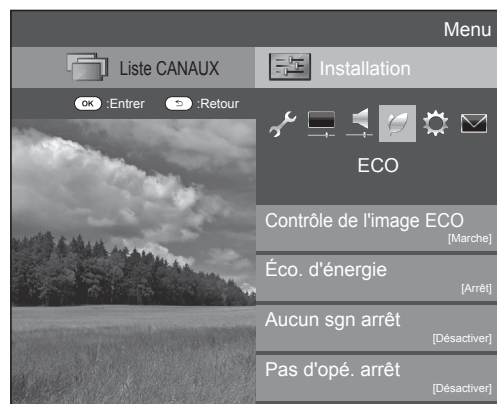 Menu
Liste CANAUX
Installation
OK :Entrer :Retour
ECO
Contrôle de l'image ECO
[Marche]
Éco. d'énergie
[Arrêt]
Aucun sgn arrêt
[Désactiver]
Pas d'opé. arrêt
[Désactiver]